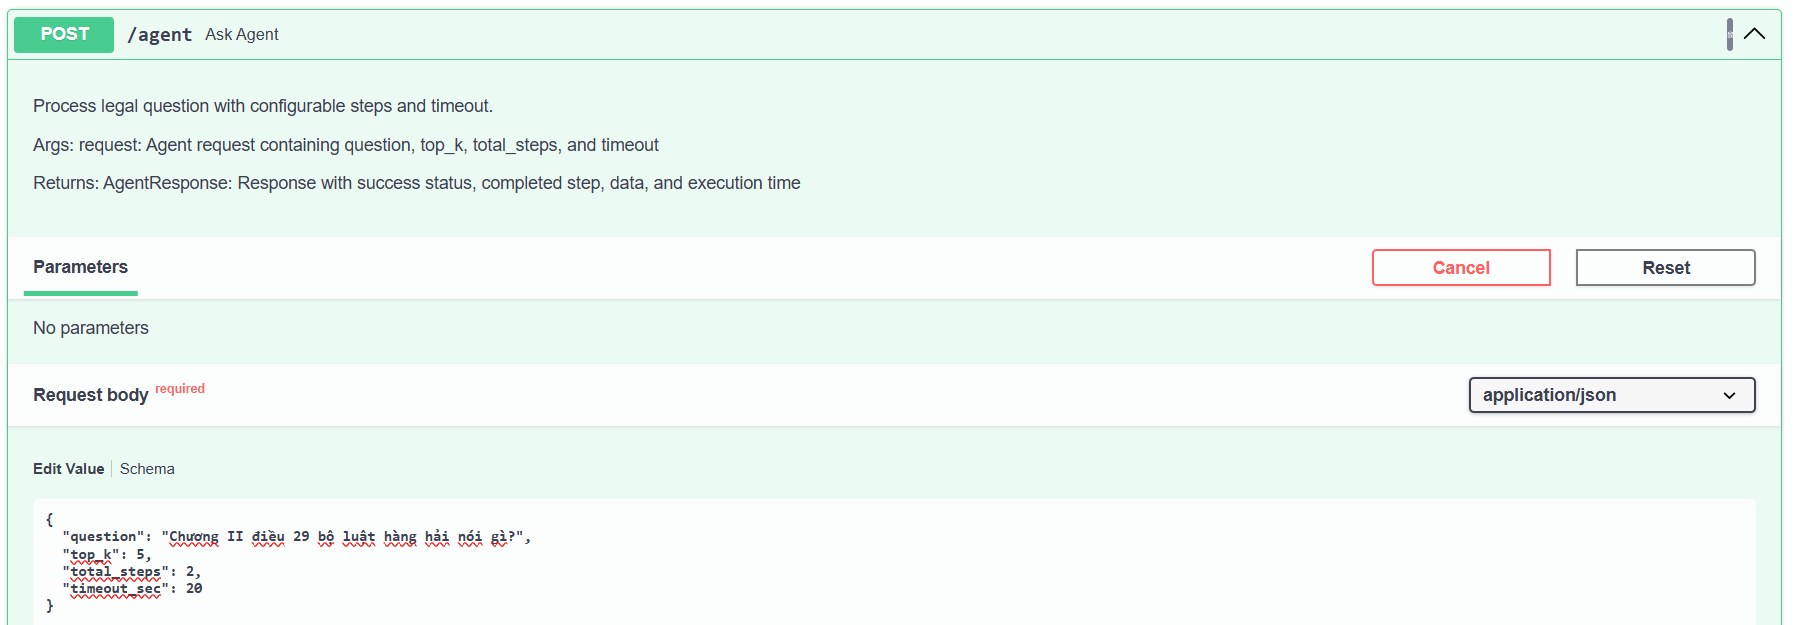 POST /agent Ask Agent
Process legal question with configurable steps and timeout.
Args: request: Agent request containing question, top_k, total_steps, and timeout
Returns: AgentResponse: Response with success status, completed step, data, and execution time
Parameters
Cancel
Reset
No parameters
Request body required
application/json
Edit Value | Schema
{
"question": "Chương II điều 29 bộ luật hàng hải nói gì?",
"top_k": 5,
"total_steps": 2,
"timeout_sec": 20
}